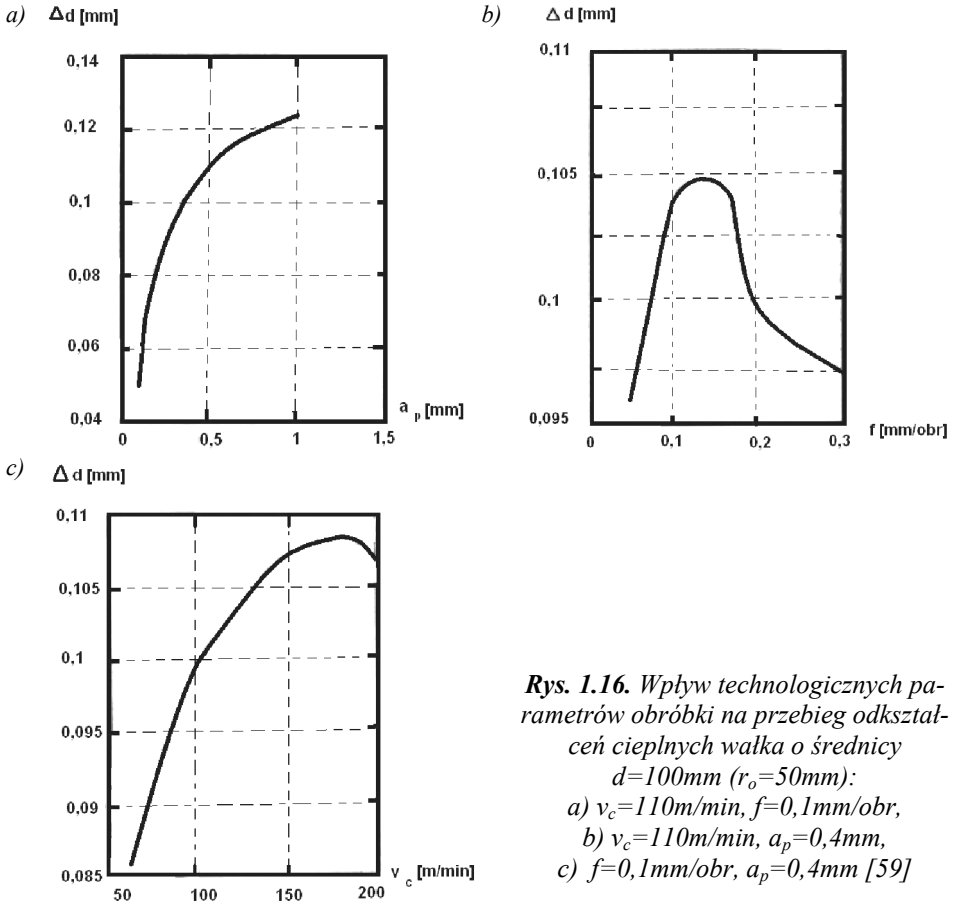 a) Δ d [mm]
0,14
0,12
0,1
0,08
0,06
0,04
0 0,5 1 1,5
a p [mm]
b) Δ d [mm]
0,11
0,105
0,1
0,095
0 0,1 0,2 0,3
f [mm/obr]
c) Δ d [mm]
0,11
0,105
0,1
0,095
0,09
0,085
50 100 150 200
v c [m/min]
Rys. 1.16. Wpływ technologicznych pa-
rametrów obróbki na przebieg odkształ-
ceń cieplnych wałka o średnicy
d=100mm (ro=50mm):
a) vc=110m/min, f=0,1mm/obr,
b) vc=110m/min, ap=0,4mm,
c) f=0,1mm/obr, ap=0,4mm [59]